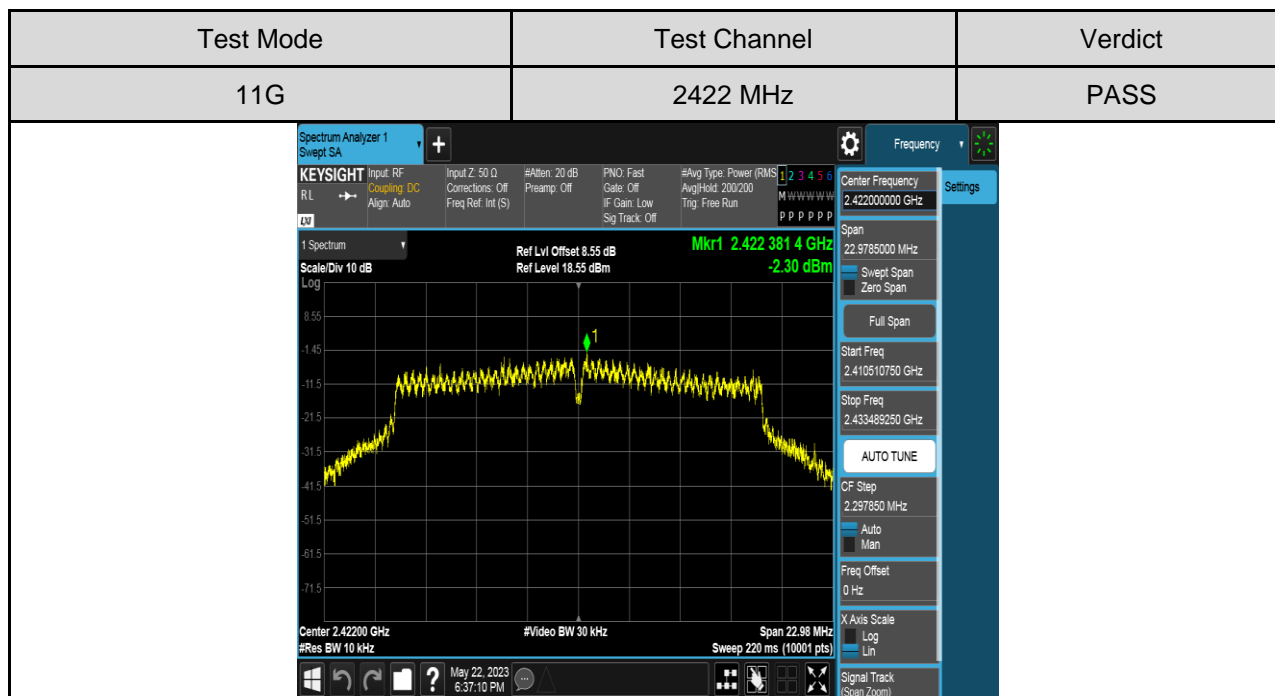 Test Mode Test Channel Verdict
11G 2422 MHz PASS
Spectrum Analyzer 1
Swept SA
+
Frequency
KEYSIGHT Input: RF Input Z: 50 Ω #Atten: 20 dB PNO: Fast #Avg Type: Power (RMS 1 2 3 4 5 6
RL Coupling: DC Corrections: Off Preamp: Off Gate: Off Avg|Hold: 200/200 M W W W W W
Align: Auto Freq Ref: Int (S) IF Gain: Low Trig: Free Run
LXI Sig Track: Off P P P P P P
Center Frequency Settings
2.422000000 GHz
1 Spectrum
Ref Lvl Offset 8.55 dB Mkr1 2.422 381 4 GHz
Scale/Div 10 dB Ref Level 18.55 dBm -2.30 dBm
Log
8.55
-1.45
-11.5
-21.5
-31.5
-41.5
-51.5
-61.5
-71.5
1
Center 2.42200 GHz #Video BW 30 kHz Span 22.98 MHz
#Res BW 10 kHz Sweep 220 ms (10001 pts)
Span
22.9785000 MHz
Swept Span
Zero Span
Full Span
Start Freq
2.410510750 GHz
Stop Freq
2.433489250 GHz
AUTO TUNE
CF Step
2.297850 MHz
Auto
Man
Freq Offset
0 Hz
X Axis Scale
Log
Lin
Signal Track
(Span Zoom)
? May 22, 2023
6:37:10 PM